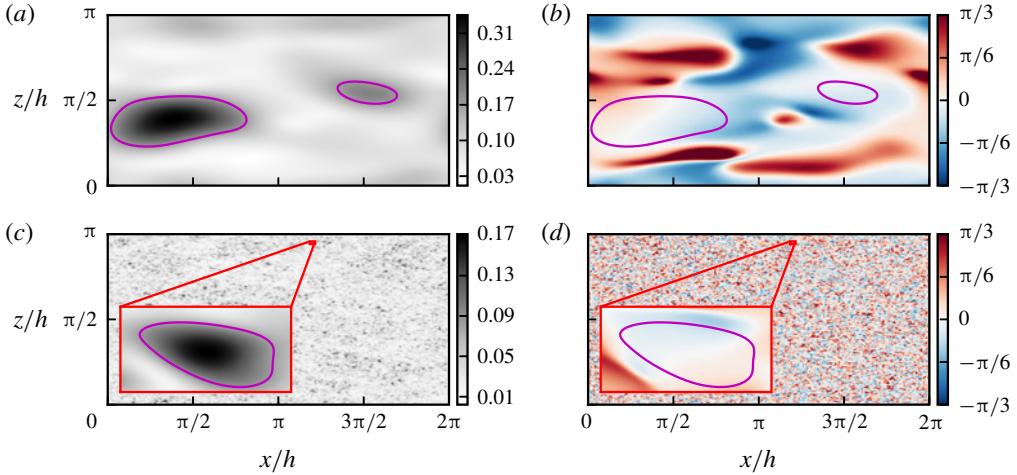 (a)
π
z/h π/2
0
0.31
0.24
0.17
0.10
0.03
(b)
π/3
π/6
0
−π/6
−π/3
(c)
π
z/h π/2
0 π/2 π 3π/2 2π
x/h
0.17
0.13
0.09
0.05
0.01
(d)
0 π/2 π 3π/2 2π
x/h
π/3
π/6
0
−π/6
−π/3